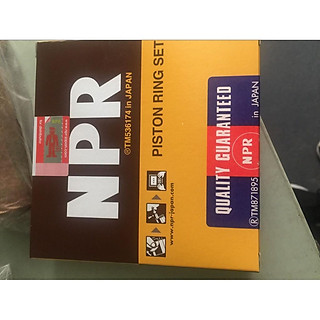 NPR
®TM536174 in JAPAN
PISTON RING SET
www.npr-japan.com
QUALITY GUARANTEED
NPR
®TM871895 in JAPAN